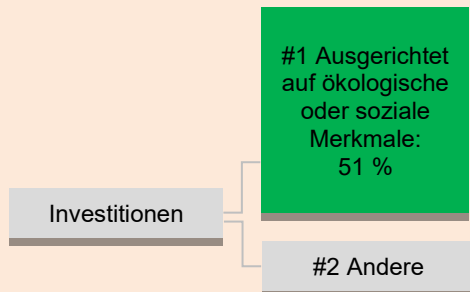 #1 Ausgerichtet
auf ökologische
oder soziale
Merkmale:
51 %
Investitionen
#2 Andere